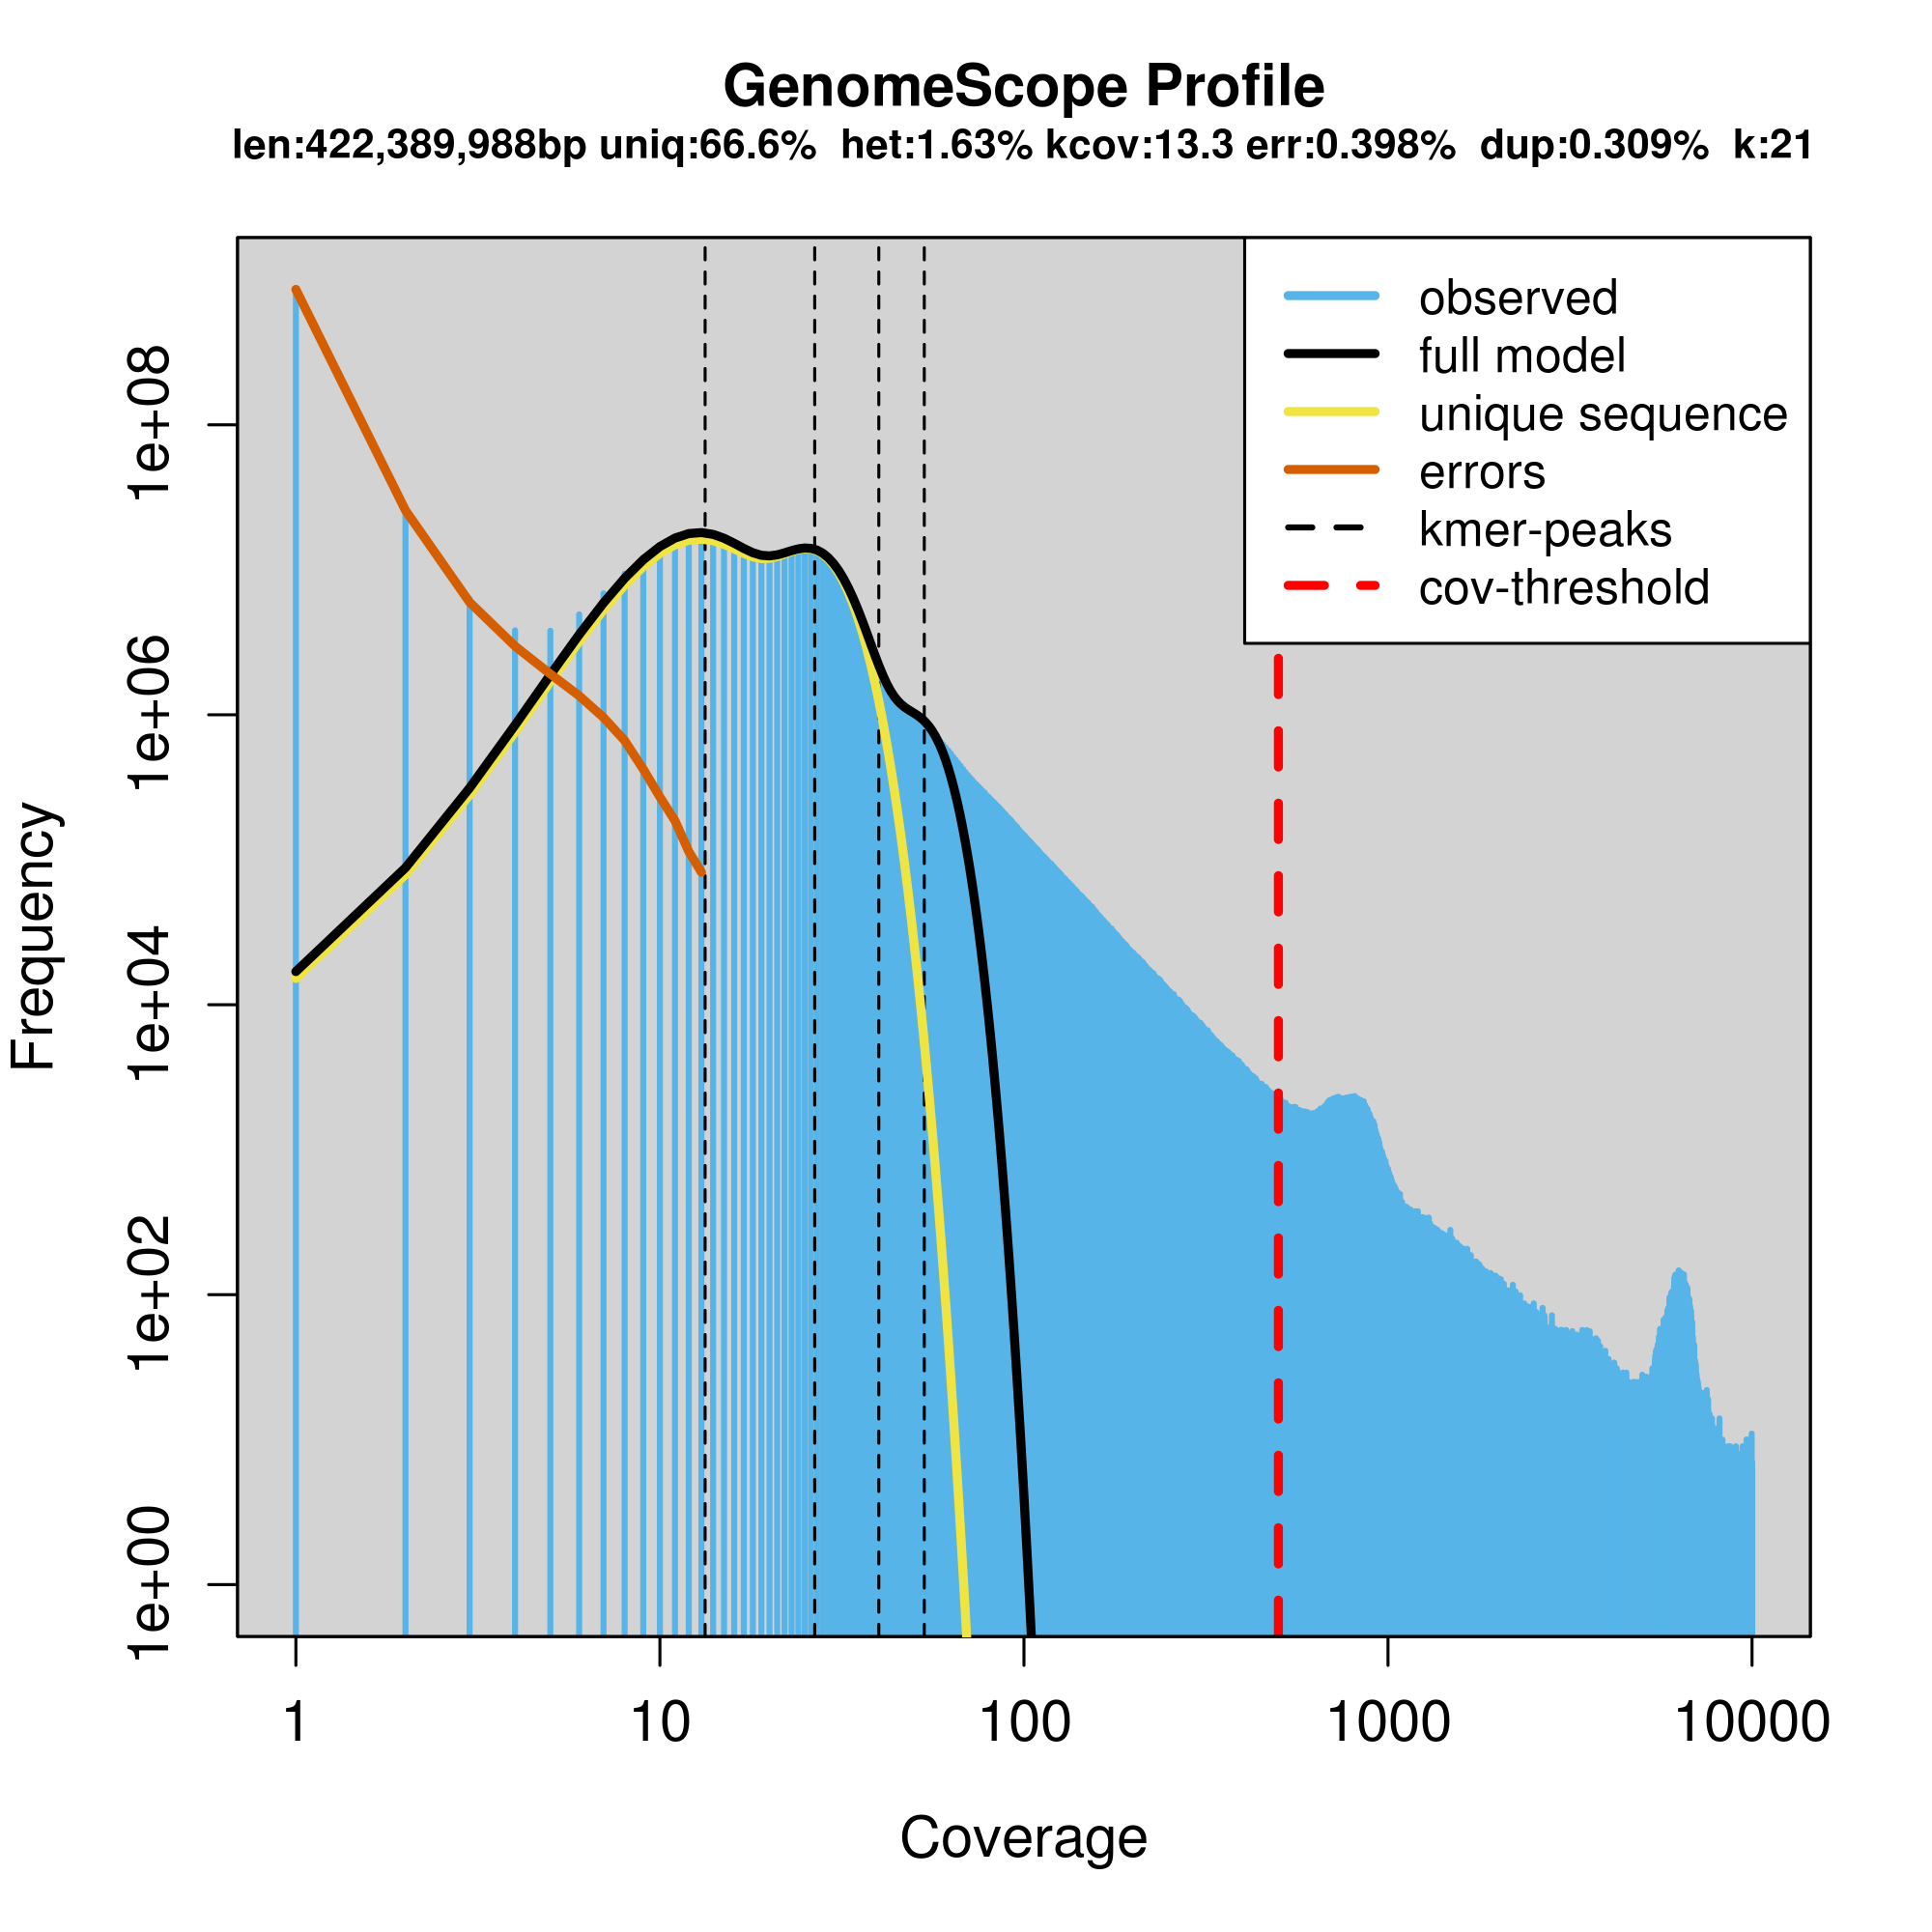 GenomeScope Profile
len:422,389,988bp uniq:66.6% het:1.63% kcov:13.3 err:0.398% dup:0.309% k:21
observed
full model
unique sequence
errors
kmer-peaks
cov-threshold
Frequency
1e+08
1e+06
1e+04
1e+02
1e+00
1 10 100 1000 10000
Coverage